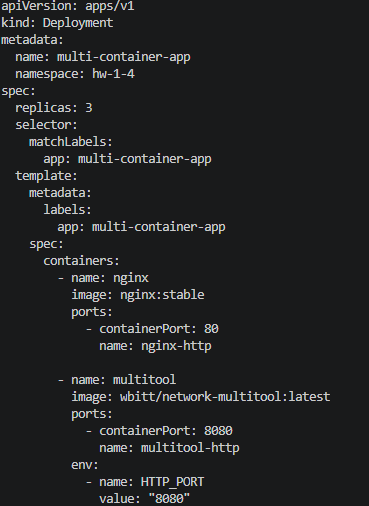 apiVersion: apps/v1
kind: Deployment
metadata:
  name: multi-container-app
  namespace: hw-1-4
spec:
  replicas: 3
  selector:
    matchLabels:
      app: multi-container-app
  template:
    metadata:
      labels:
        app: multi-container-app
    spec:
      containers:
        - name: nginx
          image: nginx:stable
          ports:
            - containerPort: 80
              name: nginx-http

        - name: multitool
          image: wbitt/network-multitool:latest
          ports:
            - containerPort: 8080
              name: multitool-http
          env:
            - name: HTTP_PORT
              value: "8080"